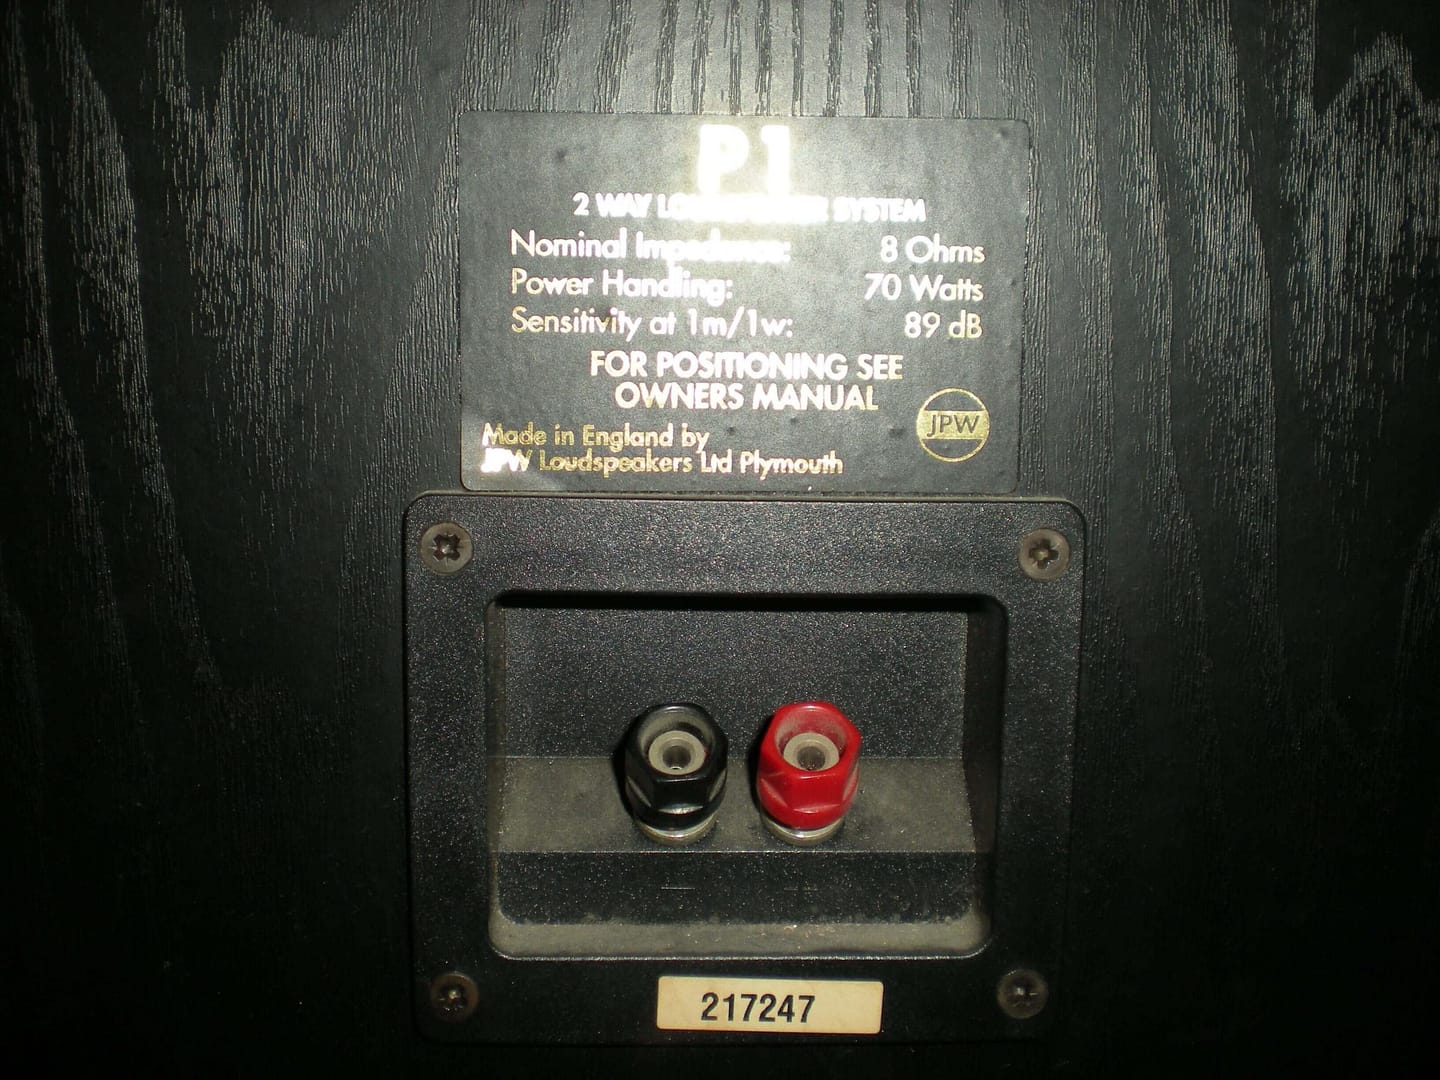 P1
2 WAY LOUDSPEAKER SYSTEM
Nominal Impedance: 8 Ohms
Power Handling: 70 Watts
Sensitivity at 1m/1w: 89 dB
FOR POSITIONING SEE
OWNERS MANUAL
JPW
Made in England by
JPW Loudspeakers Ltd Plymouth
217247